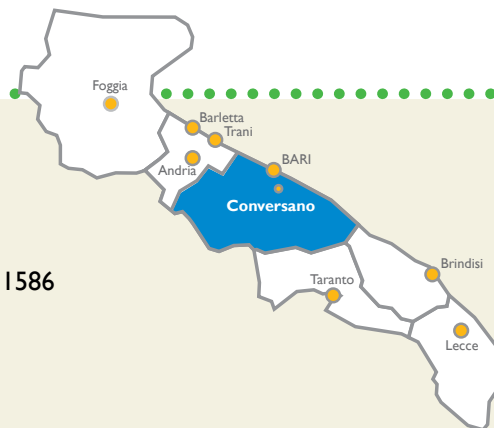 Foggia
Barletta
Trani
Andria
BARI
Conversano
1586
Taranto
Brindisi
Lecce